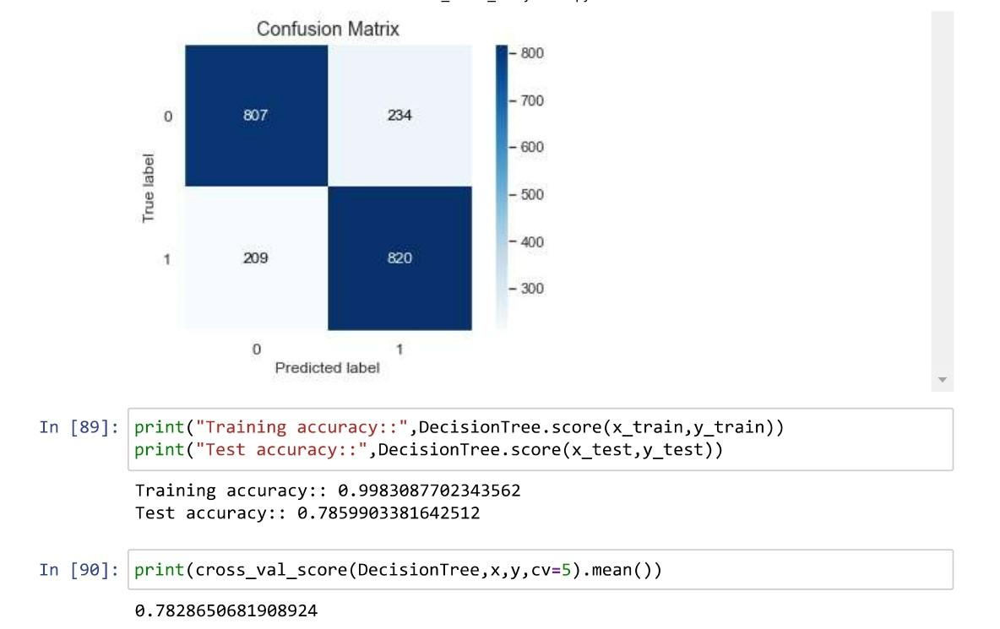 Confusion Matrix
800
700
600
500
400
300
0
807
234
True label
1
209
820
0
1
Predicted label
In [89]:
print("Training accuracy::",DecisionTree.score(x_train,y_train))
print("Test accuracy::",DecisionTree.score(x_test,y_test))
Training accuracy:: 0.9983087702343562
Test accuracy:: 0.7859903381642512
In [90]:
print(cross_val_score(DecisionTree,x,y,cv=5).mean())
0.7828650681908924